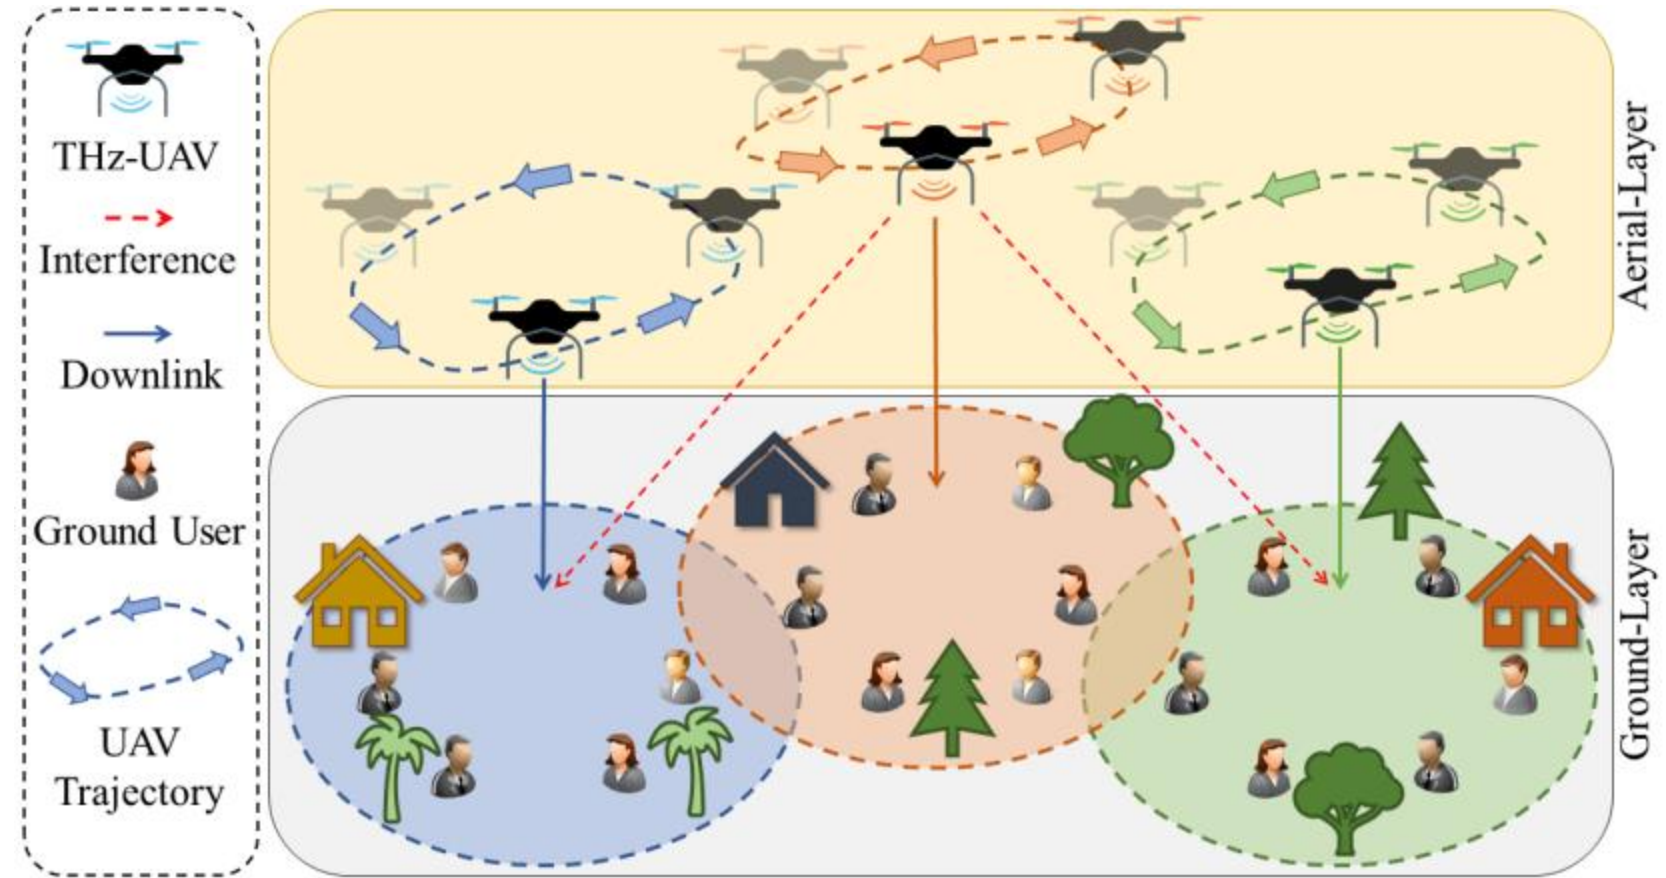 THz-UAV
Interference
Downlink
Ground User
UAV
Trajectory
Aerial-Layer
Ground-Layer